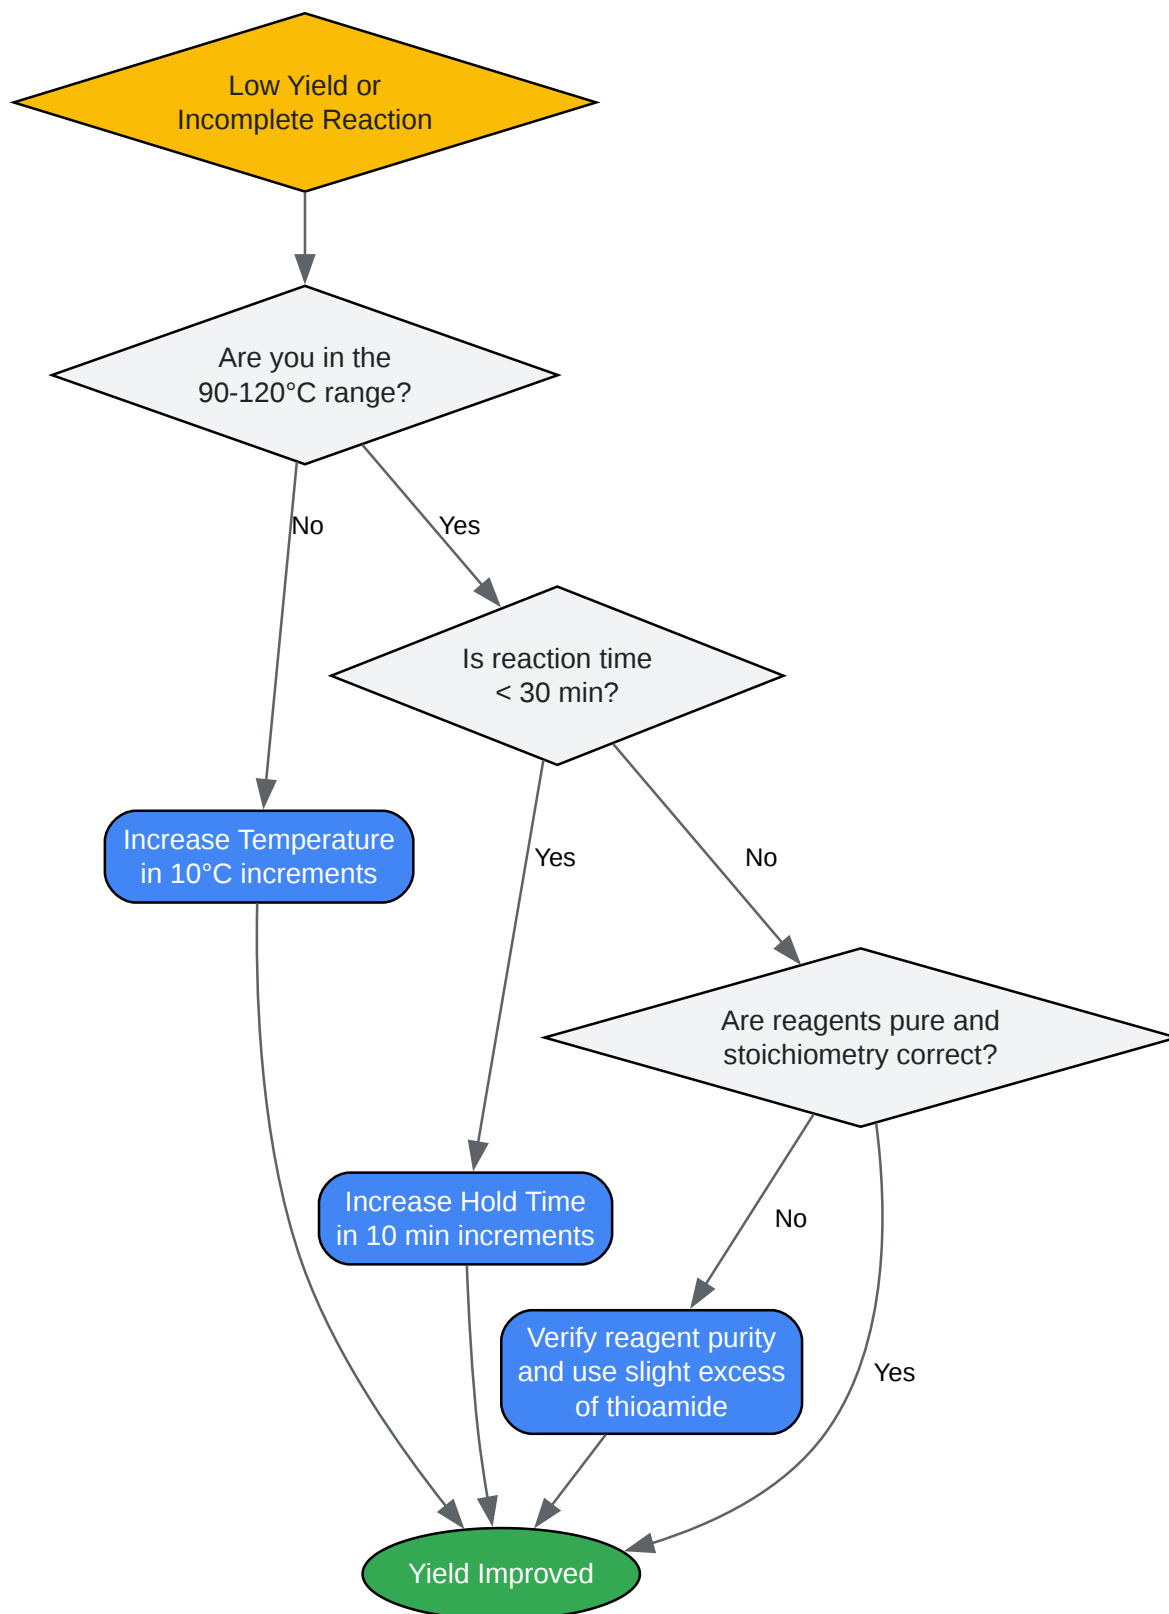 Low Yield or
Incomplete Reaction
Are you in the
90-120°C range?
No
Yes
Is reaction time
< 30 min?
Increase Temperature
in 10°C increments
Yes
No
Are reagents pure and
stoichiometry correct?
Increase Hold Time
in 10 min increments
No
Verify reagent purity
and use slight excess
of thioamide
Yes
Yield Improved